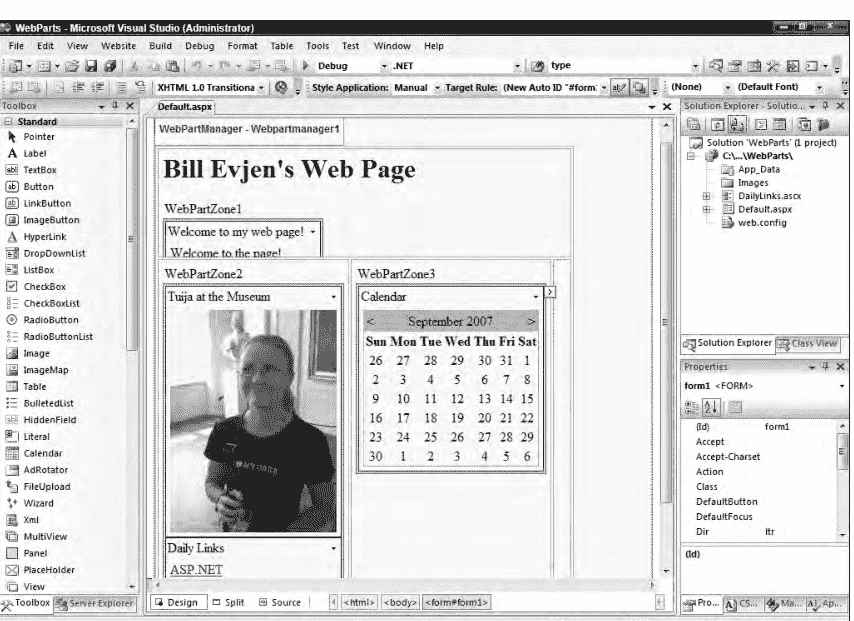 WebParts - Microsoft Visual Studio (Administrator)
File Edit View Website Build Debug Format Table Tools Test Window Help
Debug .NET type
XHTML 1.0 Transitiona Style Application: Manual Target Rule: (New Auto ID "#form: (None) (Default Font)
Toolbox
Standard
Pointer
Label
TextBox
Button
LinkButton
ImageButton
HyperLink
DropDownList
ListBox
CheckBox
CheckBoxList
RadioButton
RadioButtonList
Image
ImageMap
Table
BulletedList
HiddenField
Literal
Calendar
AdRotator
FileUpload
Wizard
Xml
MultiView
Panel
PlaceHolder
View
Toolbox Server Explorer
Default.aspx
WebPartManager - Webpartmanager1
Bill Evjen's Web Page
WebPartZone1
Welcome to my web page!
Welcome to the page!
WebPartZone2
Tuija at the Museum
Daily Links
ASP.NET
WebPartZone3
Calendar
< September 2007 >
Sun Mon Tue Wed Thu Fri Sat
26 27 28 29 30 31 1
2 3 4 5 6 7 8
9 10 11 12 13 14 15
16 17 18 19 20 21 22
23 24 25 26 27 28 29
30 1 2 3 4 5 6
Design Split Source <html> <body> <form#form1>
Solution Explorer - Solutio...
Solution 'WebParts' (1 project)
C:\...\WebParts\
App_Data
Images
DailyLinks.ascx
Default.aspx
web.config
Solution Explorer Class View
Properties
form1 <FORM>
(Id) form1
Accept
Accept-Charset
Action
Class
DefaultButton
DefaultFocus
Dir ltr
(Id)
Pro... CS... Ma... Ap...